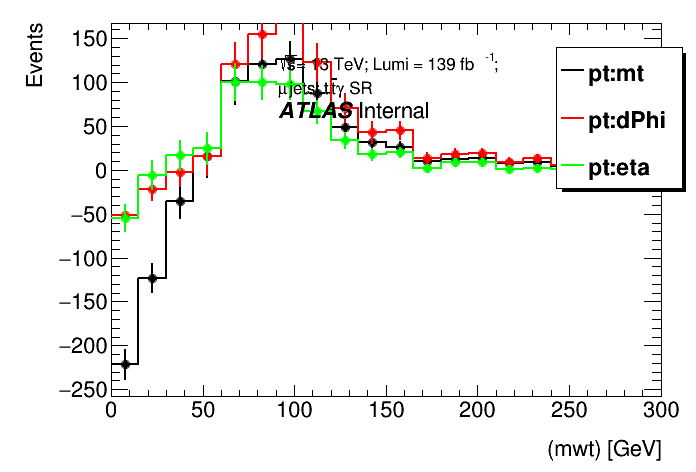 Events
150
100
50
0
−50
−100
−150
−200
−250
√s = 13 TeV; Lumi = 139 fb⁻¹;
μ+jets; tt̄γ SR
ATLAS Internal
pt:mt
pt:dPhi
pt:eta
0 50 100 150 200 250 300
(mwt) [GeV]